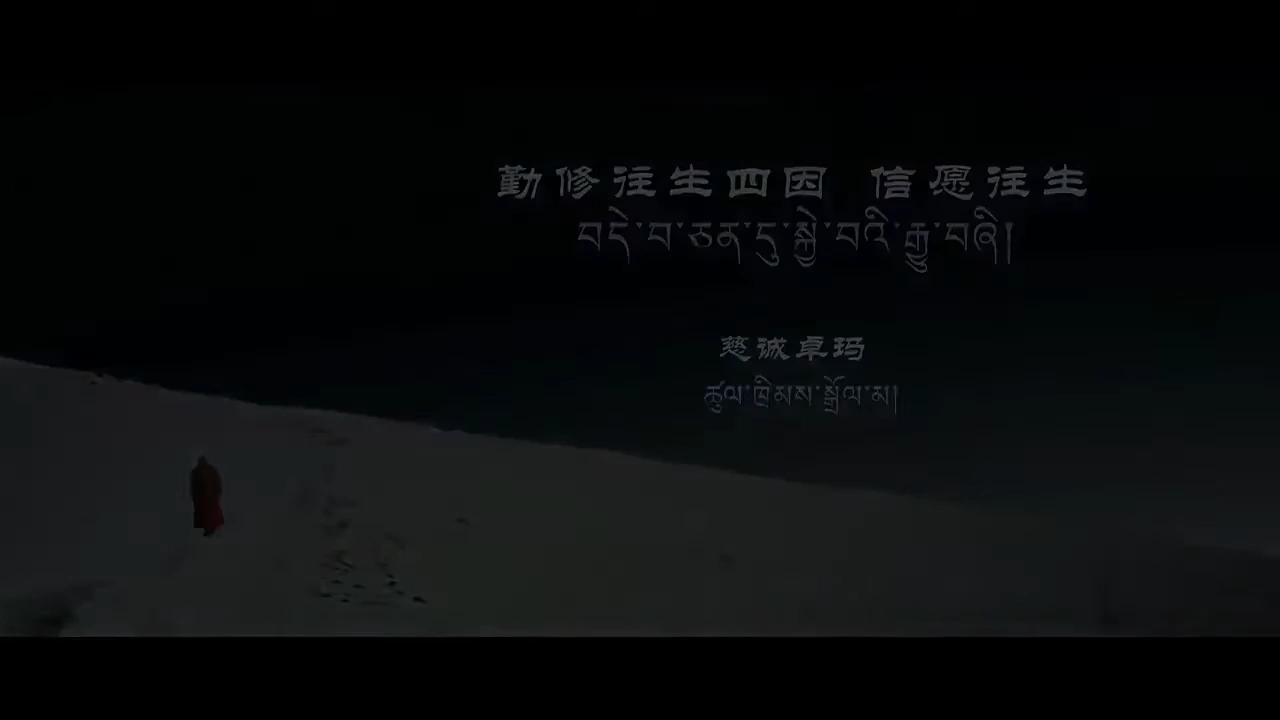 勤修往生四因 信愿往生
བདེ་བ་ཅན་དུ་སྐྱེ་བའི་རྒྱུ་བཞི།
慈诚卓玛
ཚུལ་ཁྲིམས་སྒྲོལ་མ།